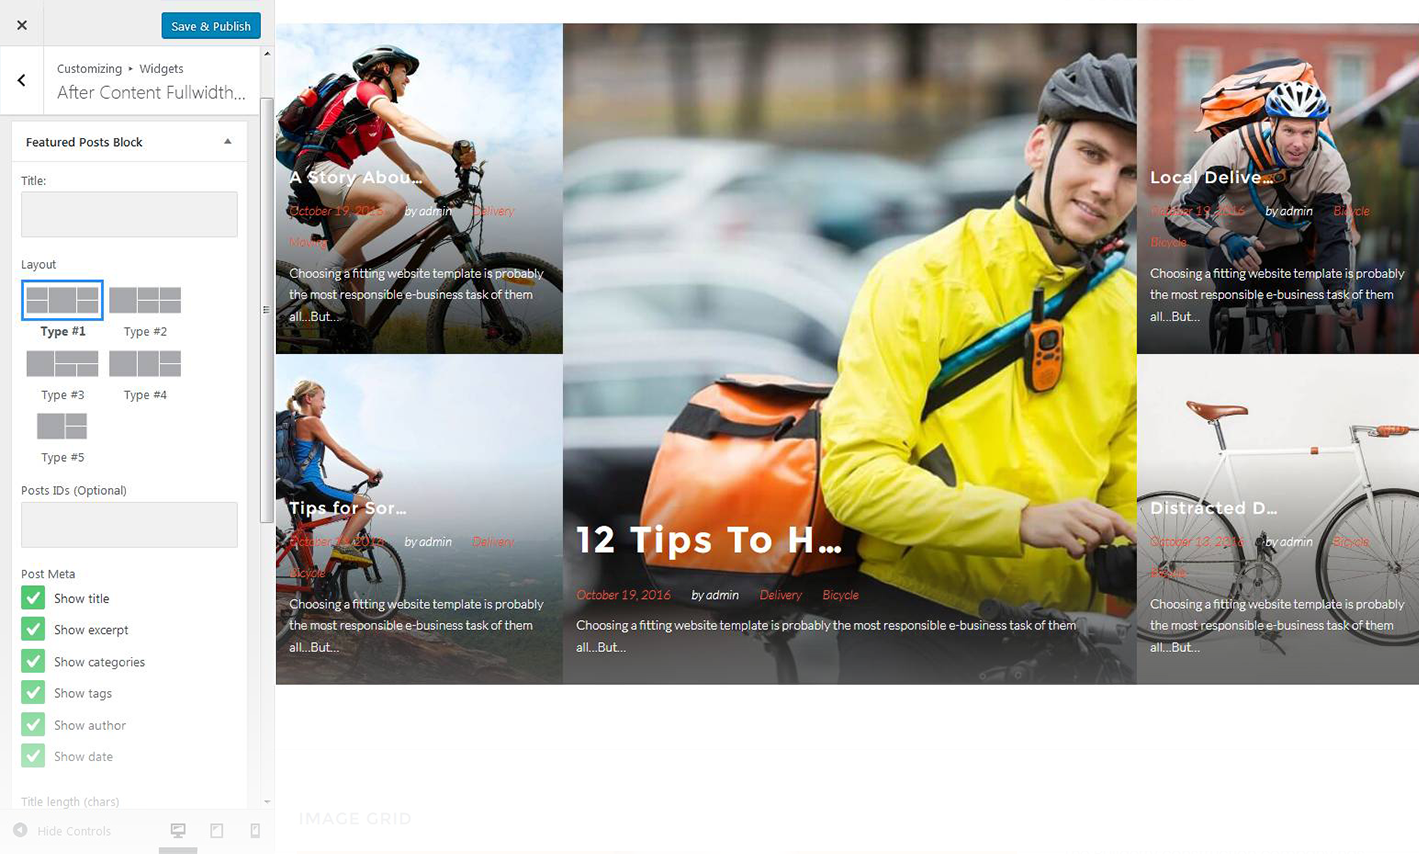 Save & Publish
Customizing ▸ Widgets
After Content Fullwidth...
Featured Posts Block
Title:
Layout
Type #1
Type #2
Type #3
Type #4
Type #5
Posts IDs (Optional)
Post Meta
Show title
Show excerpt
Show categories
Show tags
Show author
Show date
Title length (chars)
Hide Controls
A Story Abou...
October 19, 2016 by admin Delivery
Moving
Choosing a fitting website template is probably
the most responsible e-business task of them
all...But...
Tips for Sor...
October 19, 2016 by admin Delivery
Bicycle
Choosing a fitting website template is probably
the most responsible e-business task of them
all...But...
12 Tips To H...
October 19, 2016 by admin Delivery Bicycle
Choosing a fitting website template is probably the most responsible e-business task of them
all...But...
Local Delive...
October 19, 2016 by admin Bicycle
Bicycle
Choosing a fitting website template is probably
the most responsible e-business task of them
all...But...
Distracted D...
October 13, 2016 by admin Bicycle
Choosing a fitting website template is probably
the most responsible e-business task of them
all...But...
IMAGE GRID